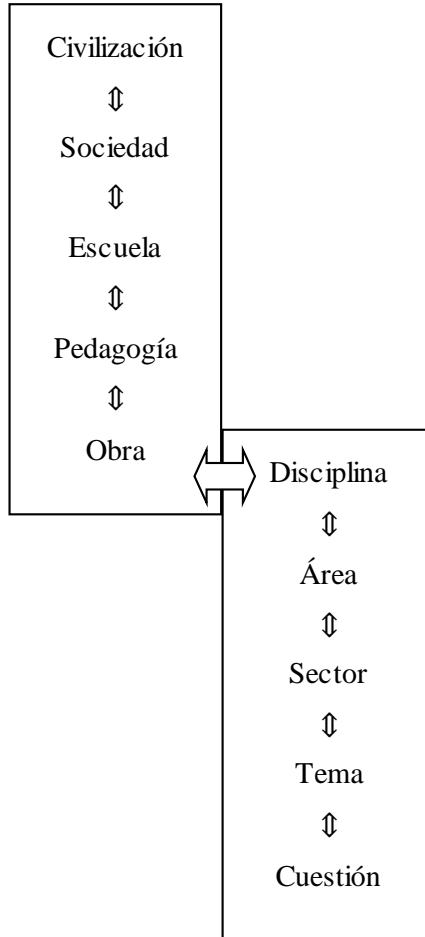 Civilización
⇕
Sociedad
⇕
Escuela
⇕
Pedagogía
⇕
Obra
Disciplina
⇕
Área
⇕
Sector
⇕
Tema
⇕
Cuestión